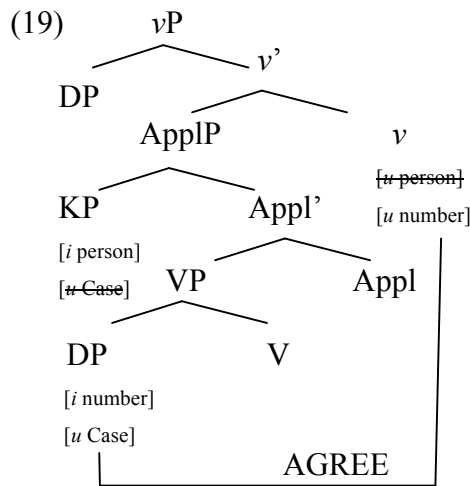 (19) vP
DP v’
ApplP v
[u person]
KP Appl’ [u number]
[i person]
[u Case] VP Appl
DP V
[i number]
[u Case]
AGREE